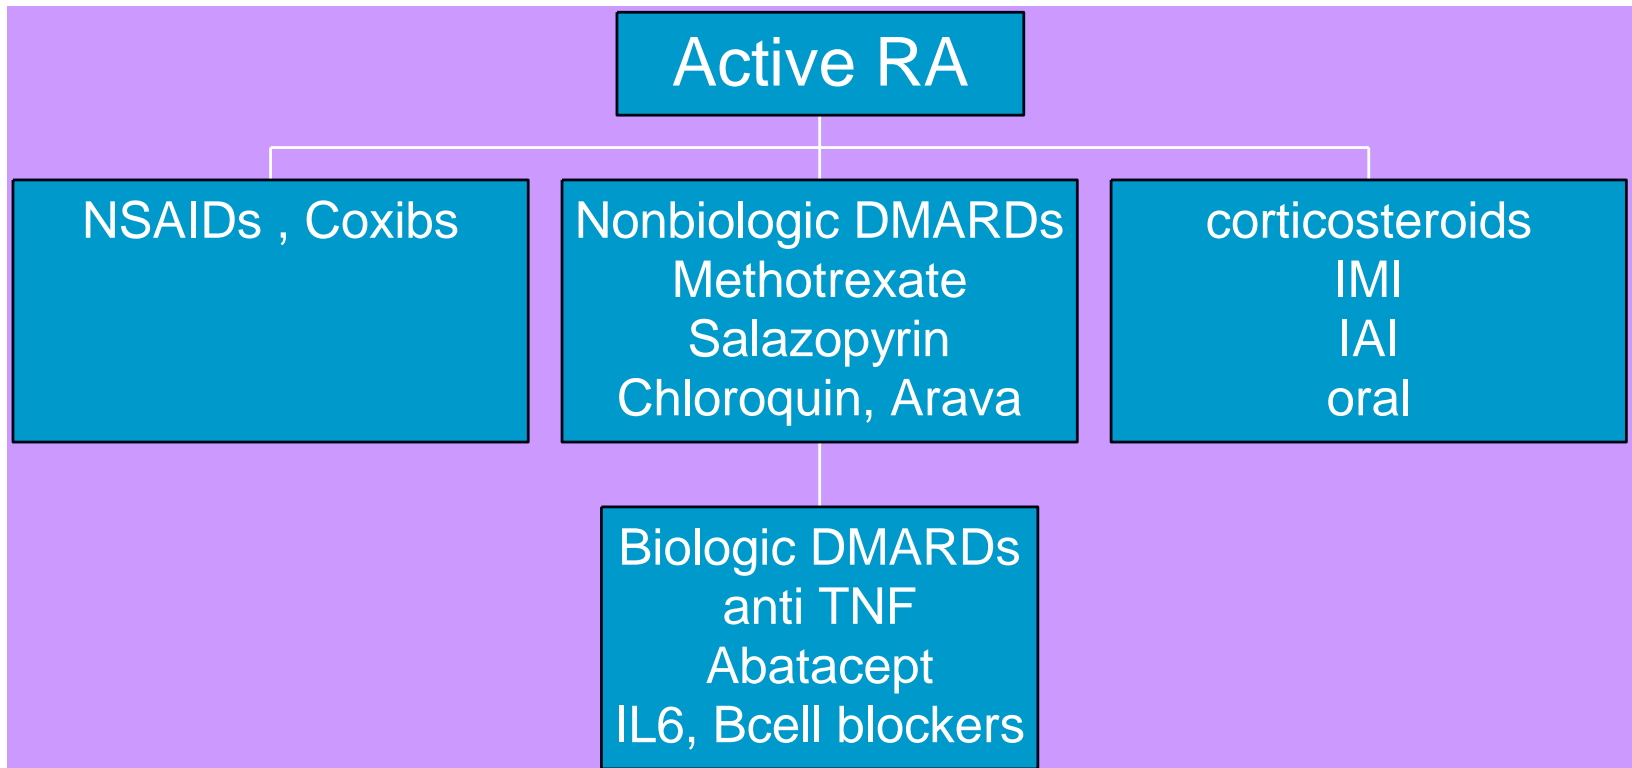 Active RA
NSAIDs , Coxibs
Nonbiologic DMARDs
Methotrexate
Salazopyrin
Chloroquin, Arava
corticosteroids
IMI
IAI
oral
Biologic DMARDs
anti TNF
Abatacept
IL6, Bcell blockers